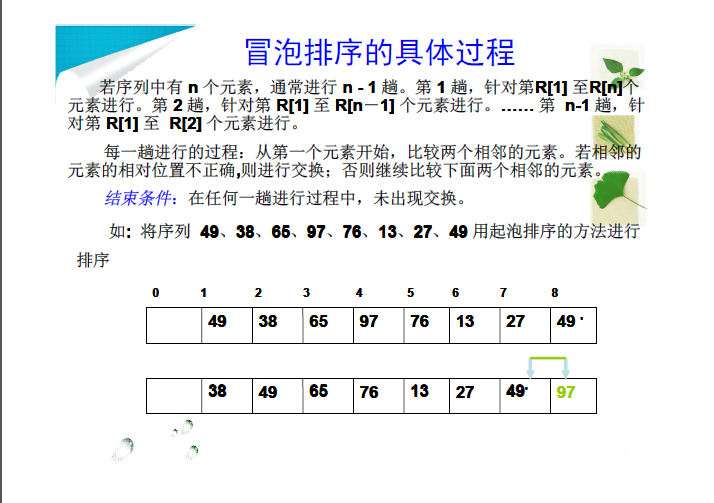 冒泡排序的具体过程
若序列中有 n 个元素，通常进行 n - 1 趟。第 1 趟，针对第R[1] 至R[n]个
元素进行。第 2 趟，针对第 R[1] 至 R[n－1] 个元素进行。…… 第 n-1 趟，针
对第 R[1] 至 R[2] 个元素进行。
每一趟进行的过程：从第一个元素开始，比较两个相邻的元素。若相邻的
元素的相对位置不正确,则进行交换；否则继续比较下面两个相邻的元素。
结束条件：在任何一趟进行过程中，未出现交换。
如: 将序列 49、38、65、97、76、13、27、49 用起泡排序的方法进行
排序
0 1 2 3 4 5 6 7 8
49 38 65 97 76 13 27 49 ·
38 49 65 76 13 27 49· 97